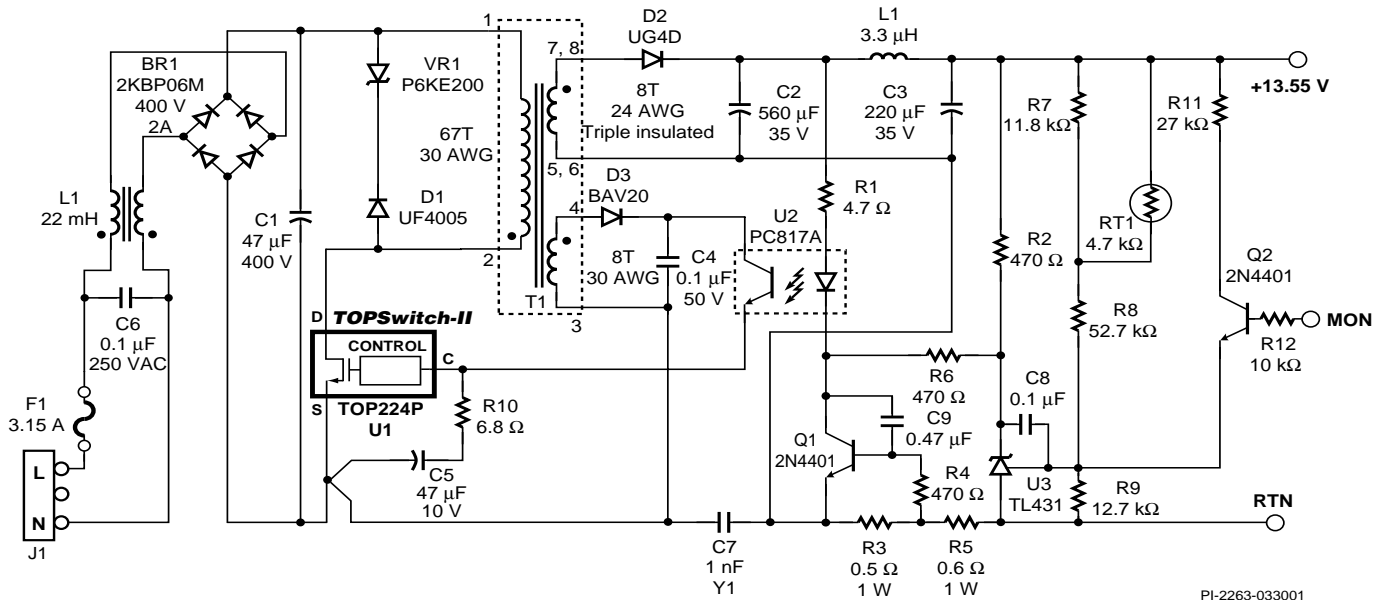 BR1
2KBP06M
400 V
2A
L1
22 mH
C6
0.1 µF
250 VAC
F1
3.15 A
L
N
J1
C1
47 µF
400 V
VR1
P6KE200
D1
UF4005
1
67T
30 AWG
2
7, 8
8T
24 AWG
Triple insulated
5, 6
4
8T
30 AWG
3
T1
D2
UG4D
D3
BAV20
C4
0.1 µF
50 V
C2
560 µF
35 V
L1
3.3 µH
C3
220 µF
35 V
R1
4.7 Ω
U2
PC817A
D
TOPSwitch-II
CONTROL
C
S
TOP224P
U1
R10
6.8 Ω
C5
47 µF
10 V
C7
1 nF
Y1
Q1
2N4401
C9
0.47 µF
R6
470 Ω
R4
470 Ω
R3
0.5 Ω
1 W
R5
0.6 Ω
1 W
R2
470 Ω
C8
0.1 µF
U3
TL431
R7
11.8 kΩ
RT1
4.7 kΩ
R8
52.7 kΩ
R9
12.7 kΩ
R11
27 kΩ
Q2
2N4401
R12
10 kΩ
MON
+13.55 V
RTN
PI-2263-033001